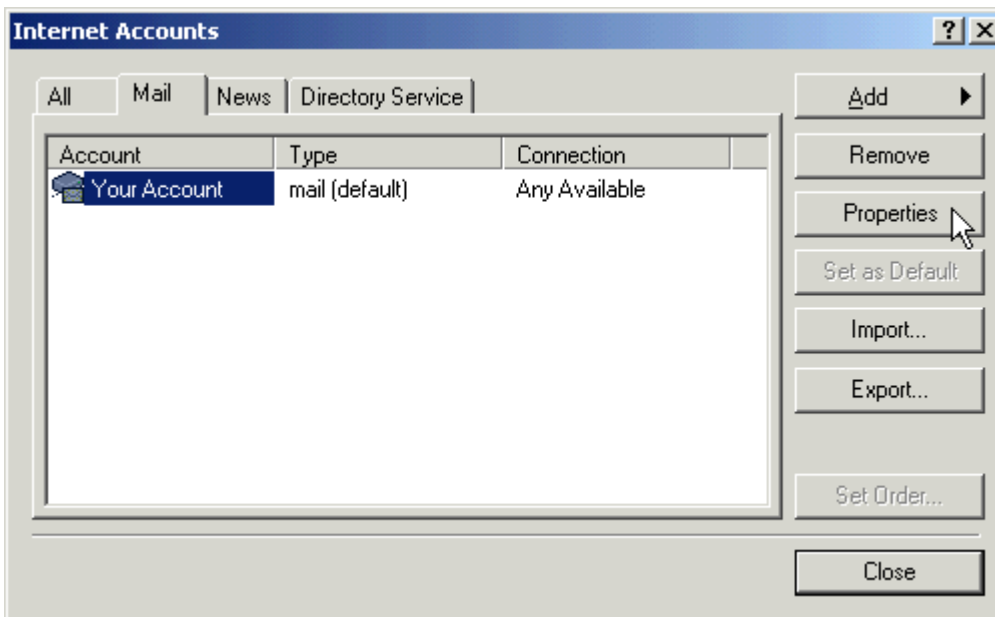 Internet Accounts
All Mail News Directory Service
Add
Account Type Connection
Remove
Your Account mail (default) Any Available
Properties
Set as Default
Import...
Export...
Set Order...
Close